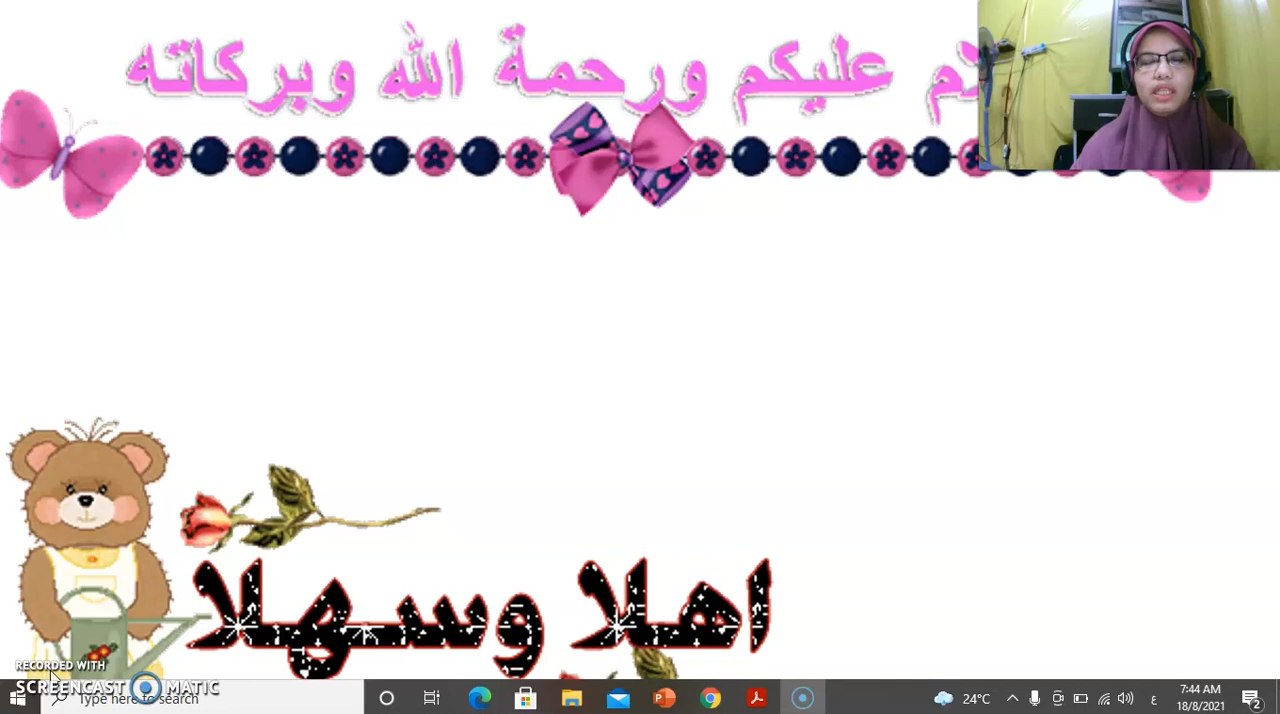 عليكم ورحمة الله وبركاته
اهلا وسهلا
RECORDED WITH
SCREENCAST MATIC
Type here to search
24°C
ع
7:44 AM
18/8/2021
2